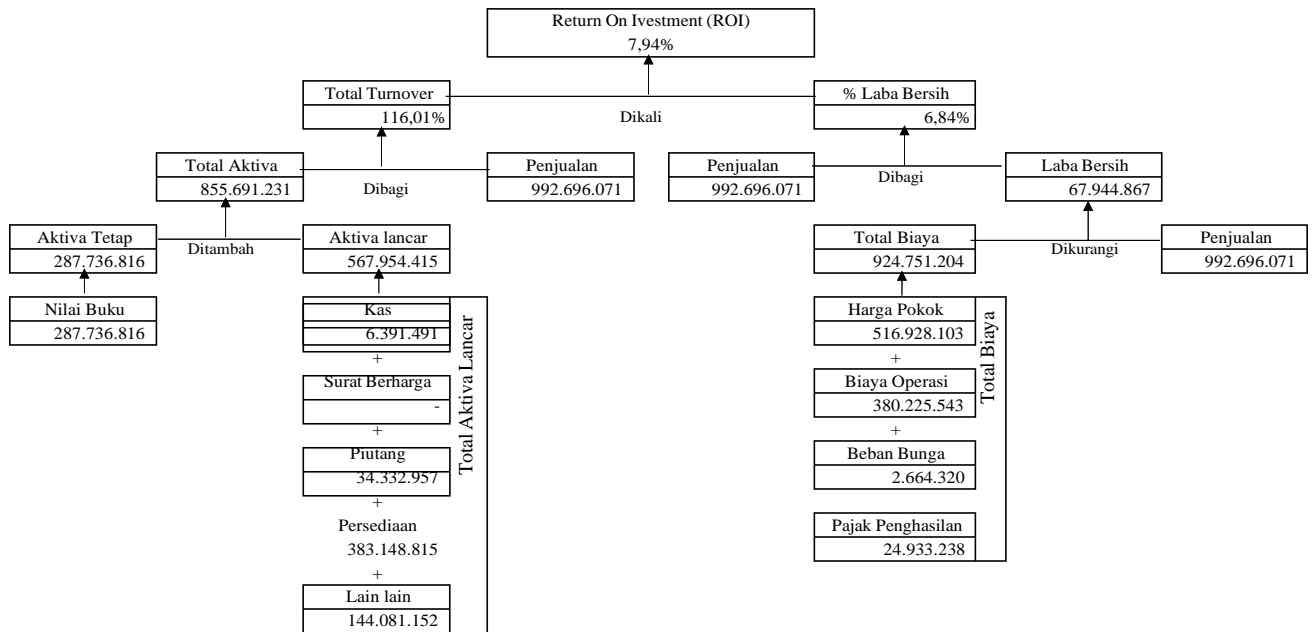 Return On Ivestment (ROI)
7,94%
Total Turnover
116,01%
Dikali
% Laba Bersih
6,84%
Total Aktiva
855.691.231
Dibagi
Penjualan
992.696.071
Penjualan
992.696.071
Dibagi
Laba Bersih
67.944.867
Aktiva Tetap
287.736.816
Ditambah
Aktiva lancar
567.954.415
Total Biaya
924.751.204
Dikurangi
Penjualan
992.696.071
Nilai Buku
287.736.816
Kas
6.391.491
+
Surat Berharga
-
+
Piutang
34.332.957
+
Persediaan
383.148.815
+
Lain lain
144.081.152
Total Aktiva Lancar
Harga Pokok
516.928.103
+
Biaya Operasi
380.225.543
+
Beban Bunga
2.664.320
Pajak Penghasilan
24.933.238
Total Biaya